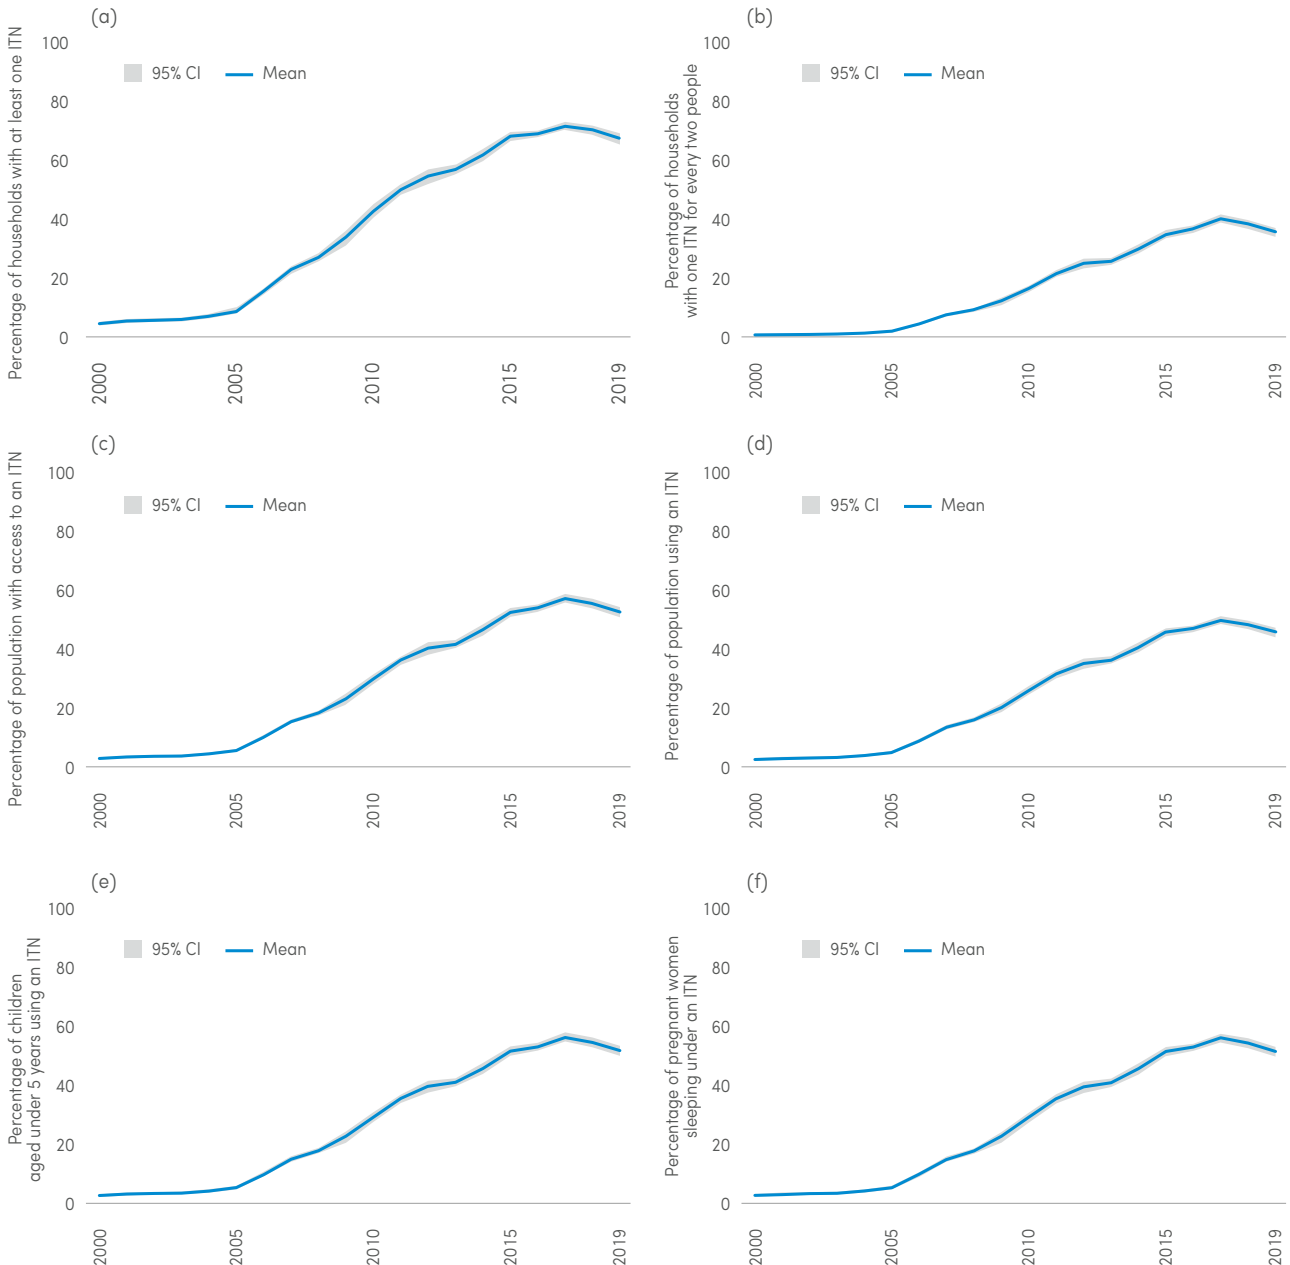 (a)
Percentage of households with at least one ITN
100
80
60
40
20
0
95% CI
Mean
2000
2005
2010
2015
2019
(b)
Percentage of households
with one ITN for every two people
100
80
60
40
20
0
95% CI
Mean
2000
2005
2010
2015
2019
(c)
Percentage of population with access to an ITN
100
80
60
40
20
0
95% CI
Mean
2000
2005
2010
2015
2019
(d)
Percentage of population using an ITN
100
80
60
40
20
0
95% CI
Mean
2000
2005
2010
2015
2019
(e)
Percentage of children
aged under 5 years using an ITN
100
80
60
40
20
0
95% CI
Mean
2000
2005
2010
2015
2019
(f)
Percentage of pregnant women
sleeping under an ITN
100
80
60
40
20
0
95% CI
Mean
2000
2005
2010
2015
2019